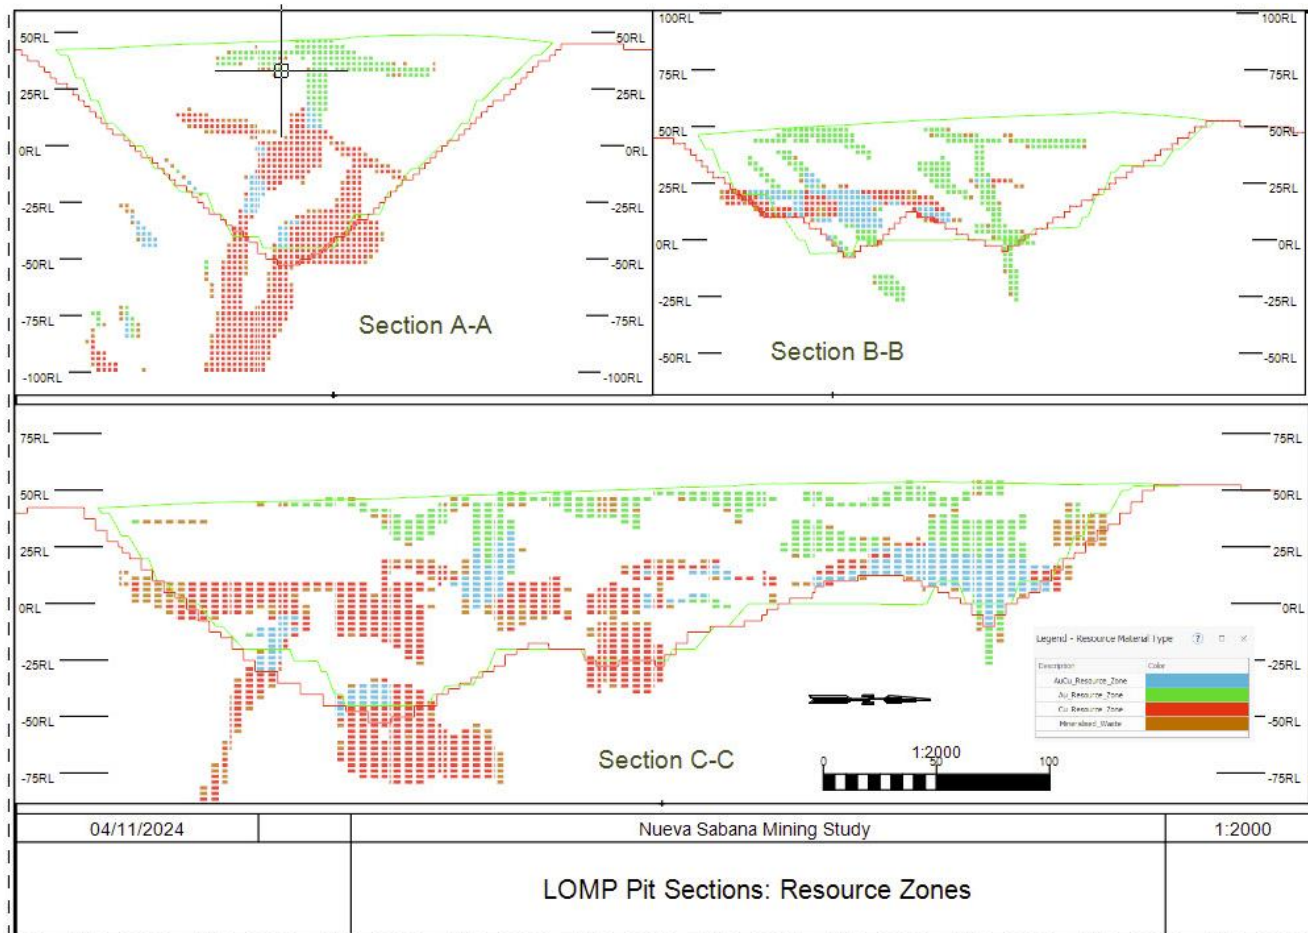 50RL
50RL
25RL
25RL
0RL
0RL
-25RL
-25RL
-50RL
-50RL
-75RL
-75RL
-100RL
-100RL
Section A-A
100RL
100RL
75RL
75RL
50RL
50RL
25RL
25RL
0RL
0RL
-25RL
-25RL
-50RL
-50RL
Section B-B
75RL
75RL
50RL
50RL
25RL
25RL
0RL
0RL
-25RL
-25RL
-50RL
-50RL
-75RL
-75RL
Section C-C
Legend - Resource Material Type
Description Color
AuCu_Resource_Zone
Au_Resource_Zone
Cu_Resource_Zone
Mineralised_Waste
N
1:2000
0 50 100
04/11/2024 Nueva Sabana Mining Study 1:2000
LOMP Pit Sections: Resource Zones